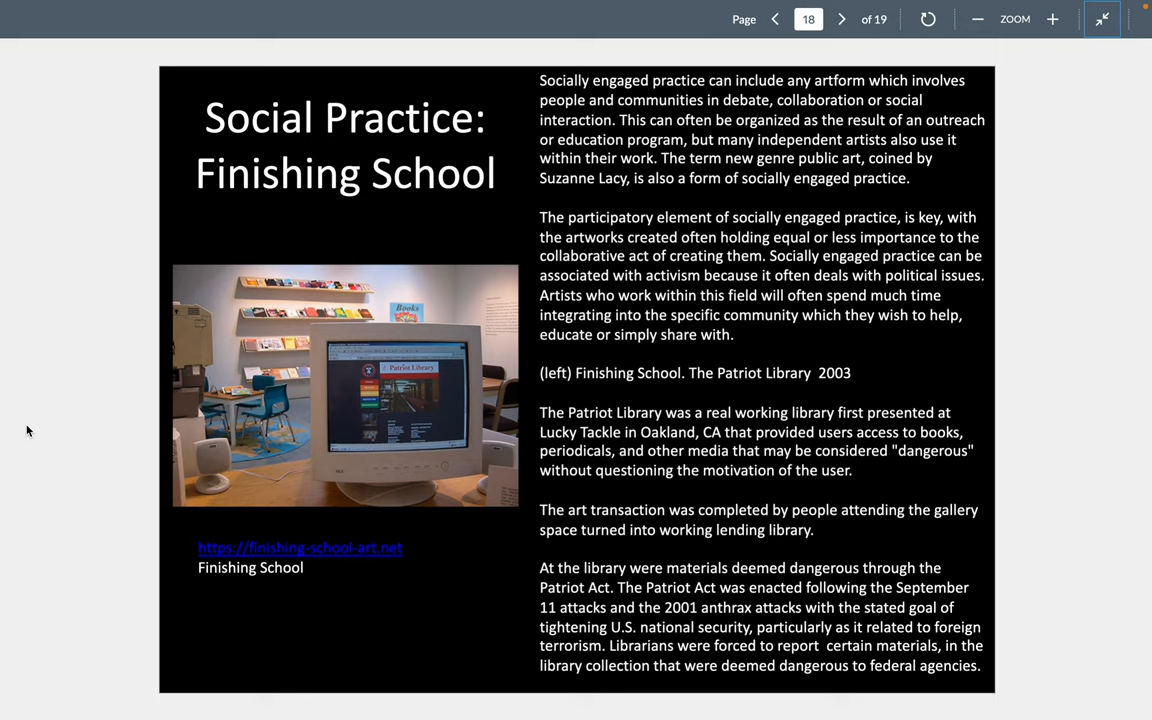 Page 18 of 19 ZOOM
Social Practice:
Finishing School
Books
Patriot Library
https://finishing-school-art.net
Finishing School
Socially engaged practice can include any artform which involves
people and communities in debate, collaboration or social
interaction. This can often be organized as the result of an outreach
or education program, but many independent artists also use it
within their work. The term new genre public art, coined by
Suzanne Lacy, is also a form of socially engaged practice.
The participatory element of socially engaged practice, is key, with
the artworks created often holding equal or less importance to the
collaborative act of creating them. Socially engaged practice can be
associated with activism because it often deals with political issues.
Artists who work within this field will often spend much time
integrating into the specific community which they wish to help,
educate or simply share with.
(left) Finishing School. The Patriot Library  2003
The Patriot Library was a real working library first presented at
Lucky Tackle in Oakland, CA that provided users access to books,
periodicals, and other media that may be considered "dangerous"
without questioning the motivation of the user.
The art transaction was completed by people attending the gallery
space turned into working lending library.
At the library were materials deemed dangerous through the
Patriot Act. The Patriot Act was enacted following the September
11 attacks and the 2001 anthrax attacks with the stated goal of
tightening U.S. national security, particularly as it related to foreign
terrorism. Librarians were forced to report  certain materials, in the
library collection that were deemed dangerous to federal agencies.